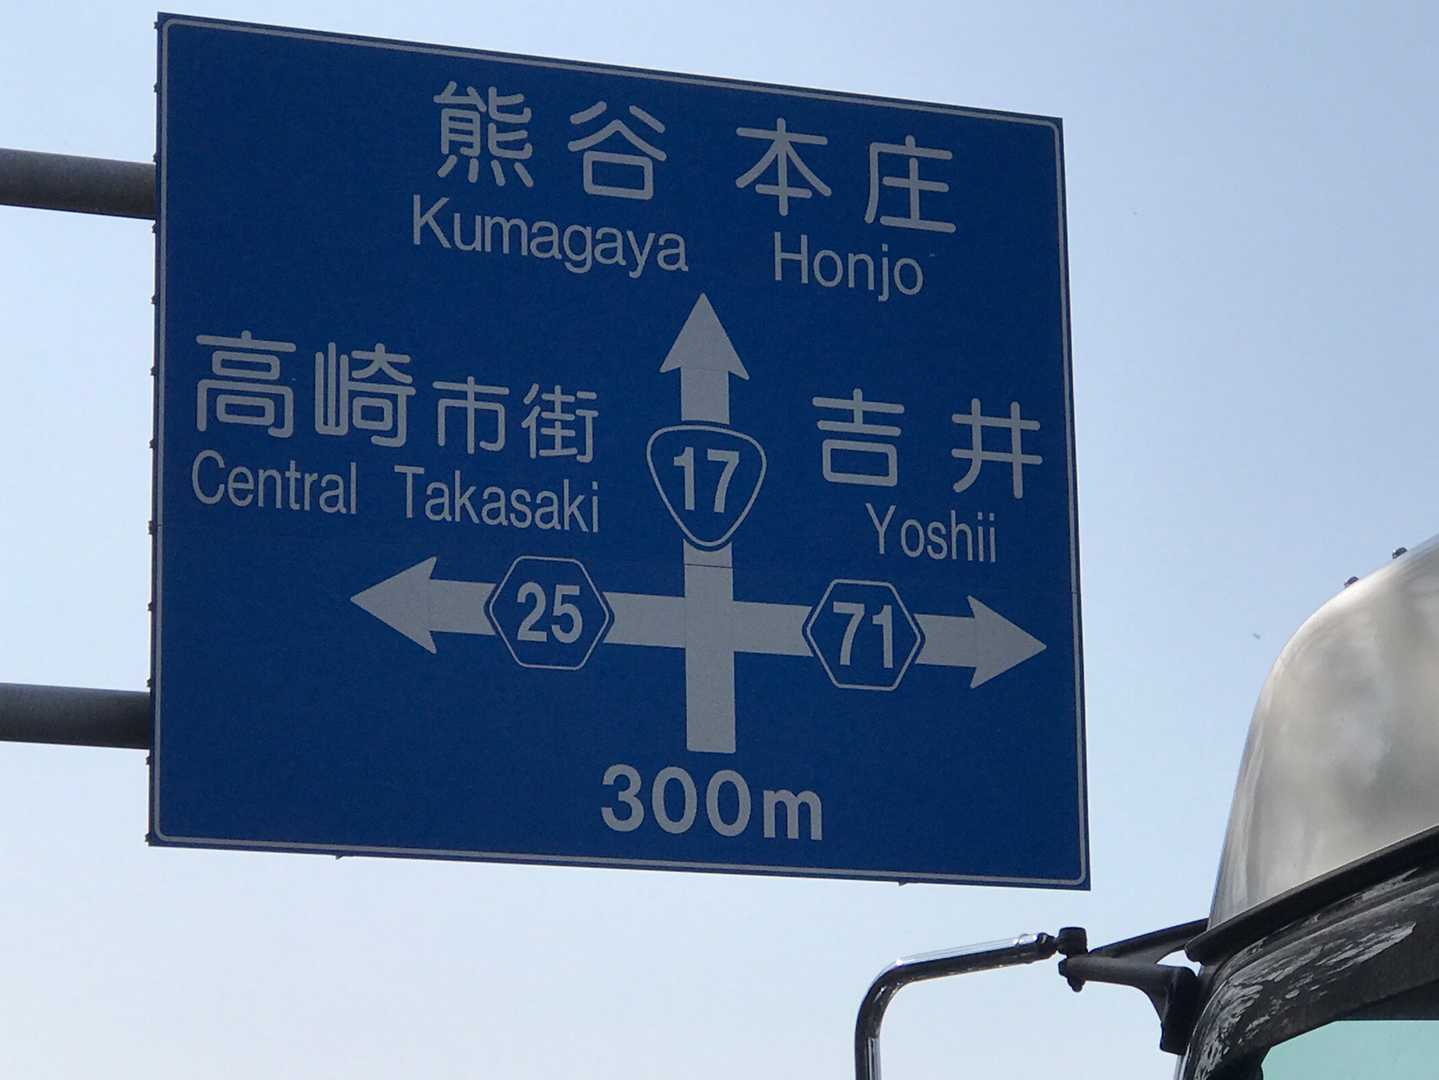 熊谷 本庄
Kumagaya Honjo
高崎市街
Central Takasaki
17
吉井
Yoshii
25
71
300m